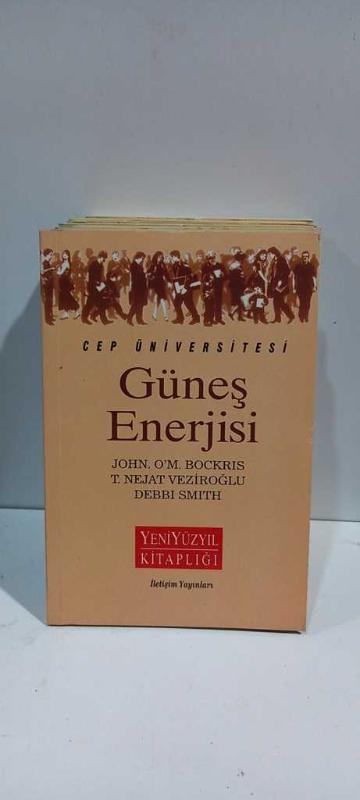 CEP ÜNİVERSİTESİ
Güneş
Enerjisi
JOHN. O'M. BOCKRIS
T. NEJAT VEZİROĞLU
DEBBI SMITH
YENİYÜZYIL
KİTAPLIĞI
İletişim Yayınları